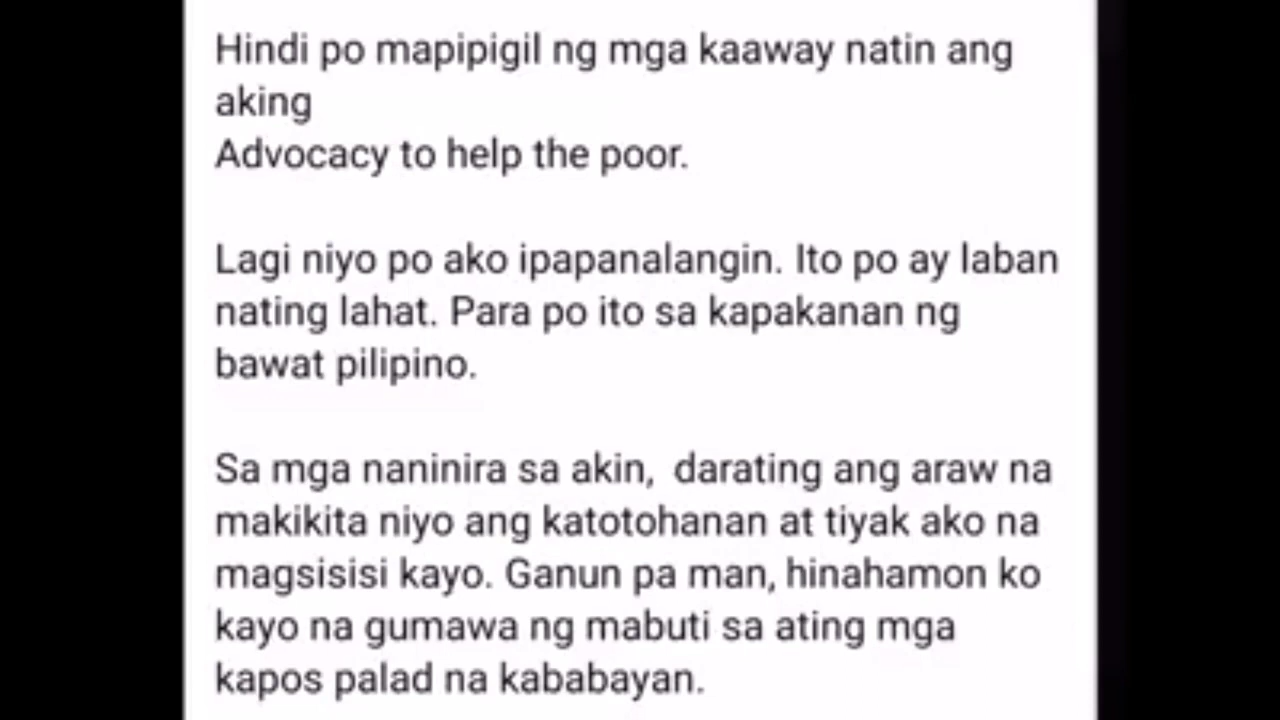 Hindi po mapipigil ng mga kaaway natin ang
aking
Advocacy to help the poor.
Lagi niyo po ako ipapanalangin. Ito po ay laban
nating lahat. Para po ito sa kapakanan ng
bawat pilipino.
Sa mga naninira sa akin,  darating ang araw na
makikita niyo ang katotohanan at tiyak ako na
magsisisi kayo. Ganun pa man, hinahamon ko
kayo na gumawa ng mabuti sa ating mga
kapos palad na kababayan.